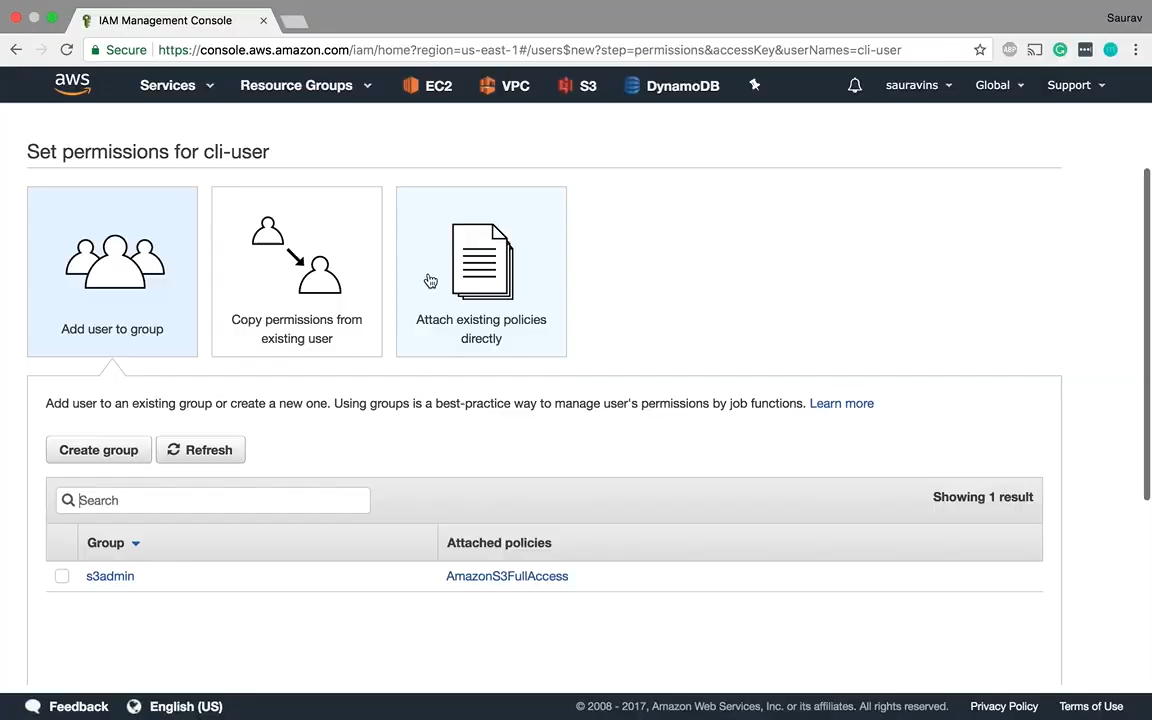 IAM Management Console
Saurav
Secure https://console.aws.amazon.com/iam/home?region=us-east-1#/users$new?step=permissions&accessKey&userNames=cli-user
ABP
aws Services Resource Groups EC2 VPC S3 DynamoDB sauravins Global Support
Set permissions for cli-user
Add user to group
Copy permissions from
existing user
Attach existing policies
directly
Add user to an existing group or create a new one. Using groups is a best-practice way to manage user's permissions by job functions. Learn more
Create group Refresh
Search Showing 1 result
Group Attached policies
s3admin AmazonS3FullAccess
Feedback English (US) © 2008 - 2017, Amazon Web Services, Inc. or its affiliates. All rights reserved. Privacy Policy Terms of Use